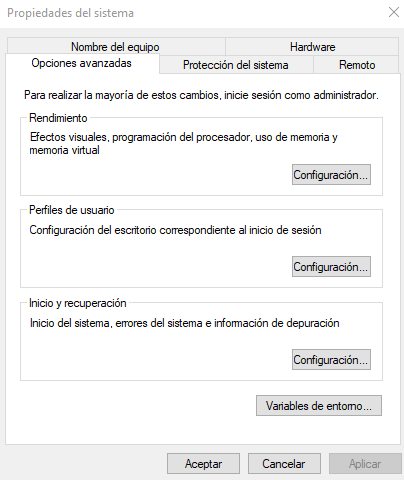 Propiedades del sistema
Nombre del equipo
Hardware
Opciones avanzadas
Protección del sistema
Remoto
Para realizar la mayoría de estos cambios, inicie sesión como administrador.
Rendimiento
Efectos visuales, programación del procesador, uso de memoria y
memoria virtual
Configuración...
Perfiles de usuario
Configuración del escritorio correspondiente al inicio de sesión
Configuración...
Inicio y recuperación
Inicio del sistema, errores del sistema e información de depuración
Configuración...
Variables de entorno...
Aceptar
Cancelar
Aplicar